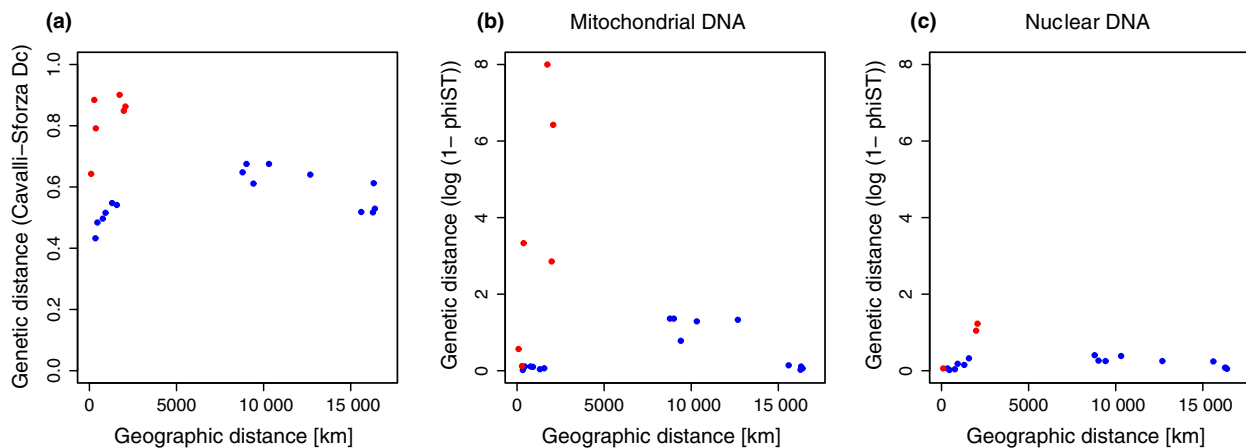 (a)
Genetic distance (Cavalli−Sforza Dc)
1.0
0.8
0.6
0.4
0.2
0.0
0
5000
10 000
15 000
Geographic distance [km]
(b)
Mitochondrial DNA
Genetic distance (log (1− phiST))
8
6
4
2
0
0
5000
10 000
15 000
Geographic distance [km]
(c)
Nuclear DNA
Genetic distance (log (1− phiST))
8
6
4
2
0
0
5000
10 000
15 000
Geographic distance [km]